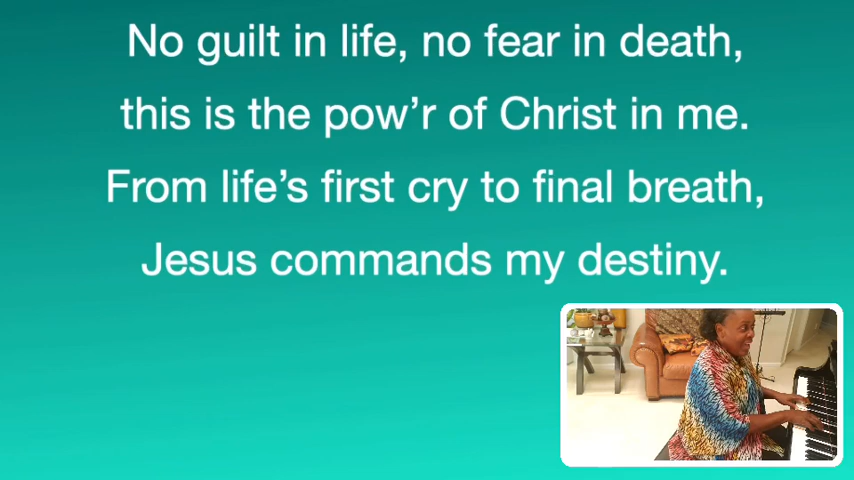 No guilt in life, no fear in death,
this is the pow’r of Christ in me.
From life’s first cry to final breath,
Jesus commands my destiny.